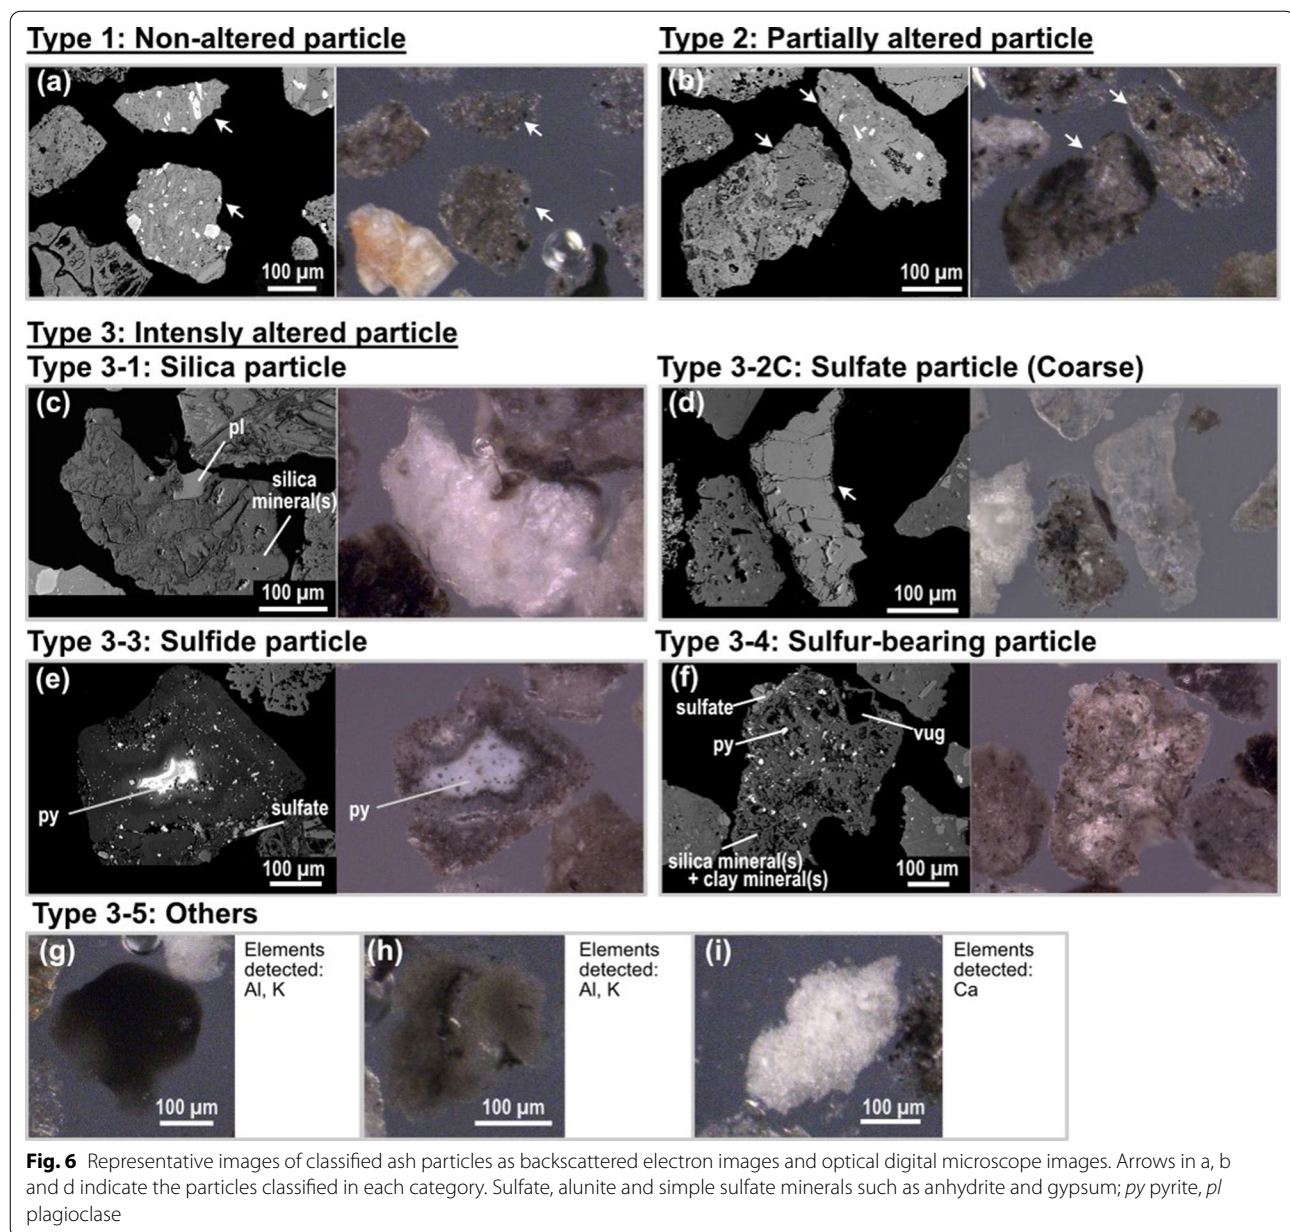 Type 1: Non-altered particle
Type 2: Partially altered particle
(a)
100 µm
(b)
100 µm
Type 3: Intensly altered particle
Type 3-1: Silica particle
Type 3-2C: Sulfate particle (Coarse)
(c)
pl
silica
mineral(s)
100 µm
(d)
100 µm
Type 3-3: Sulfide particle
Type 3-4: Sulfur-bearing particle
(e)
py
sulfate
100 µm
py
(f)
sulfate
py
vug
silica mineral(s)
+ clay mineral(s)
100 µm
Type 3-5: Others
(g)
100 µm
Elements
detected:
Al, K
(h)
100 µm
Elements
detected:
Al, K
(i)
100 µm
Elements
detected:
Ca
Fig. 6 Representative images of classified ash particles as backscattered electron images and optical digital microscope images. Arrows in a, b
and d indicate the particles classified in each category. Sulfate, alunite and simple sulfate minerals such as anhydrite and gypsum; py pyrite, pl
plagioclase